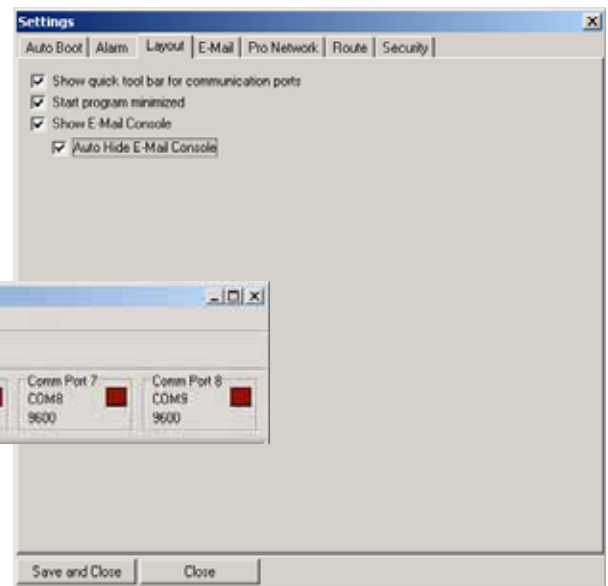 Settings
Auto Boot Alarm Layout E-Mail Pro Network Route Security
Show quick tool bar for communication ports
Start program minimized
Show E-Mail Console
Auto Hide E-Mail Console
Comm Port 7 Comm Port 8
COM8 COM9
9600 9600
Save and Close Close